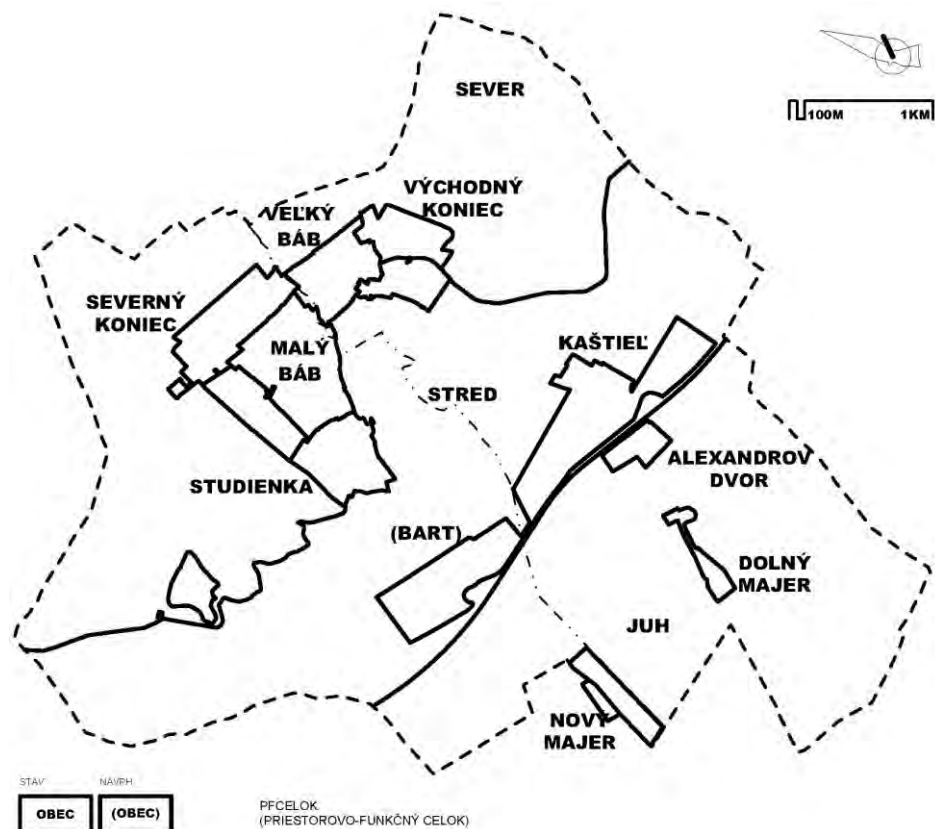 SEVER
100M 1KM
VÝCHODNÝ
KONIEC
VEĽKÝ
BÁB
SEVERNÝ
KONIEC
MALÝ
BÁB
KAŠTIEĽ
STRED
STUDIENKA
ALEXANDROV
DVOR
(BART)
DOLNÝ
MAJER
JUH
NOVÝ
MAJER
STAV NÁVRH
OBEC (OBEC)
PFCELOK
(PRIESTOROVO-FUNKČNÝ CELOK)